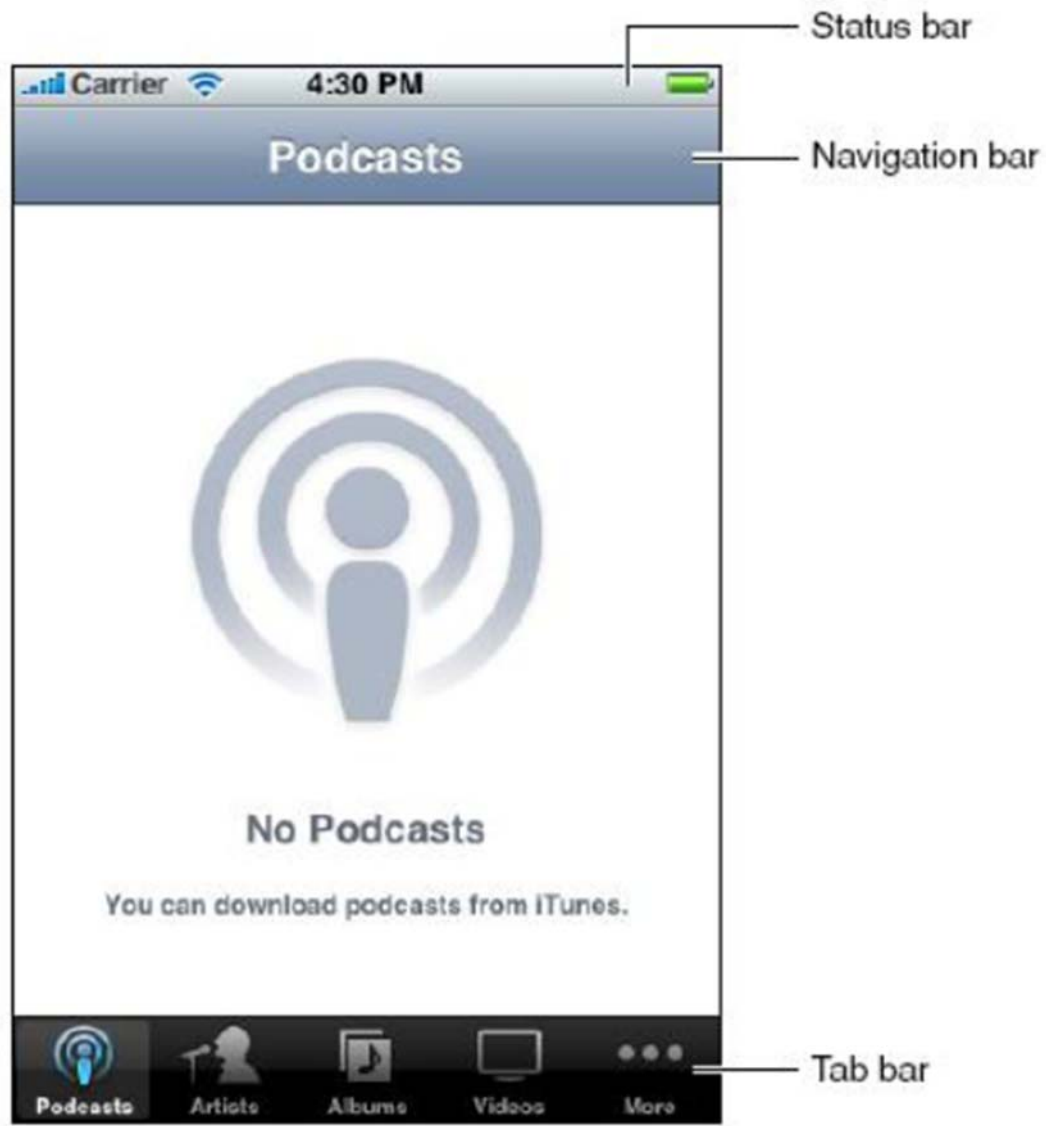 Status bar
Carrier 4:30 PM
Podcasts
Navigation bar
No Podcasts
You can download podcasts from iTunes.
Podcasts Artists Albums Videos More
Tab bar